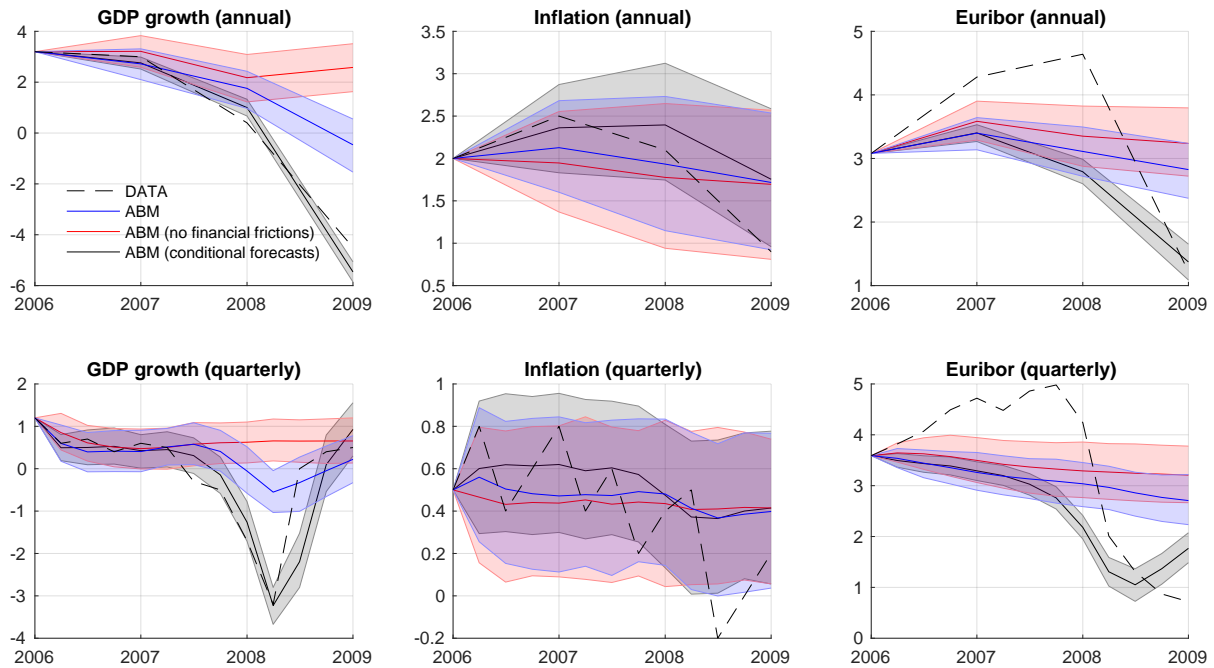 GDP growth (annual)
4
2
0
-2
-4
-6
2006 2007 2008 2009
DATA
ABM
ABM (no financial frictions)
ABM (conditional forecasts)
Inflation (annual)
3.5
3
2.5
2
1.5
1
0.5
2006 2007 2008 2009
Euribor (annual)
5
4
3
2
1
2006 2007 2008 2009
GDP growth (quarterly)
2
1
0
-1
-2
-3
-4
2006 2007 2008 2009
Inflation (quarterly)
1
0.8
0.6
0.4
0.2
0
-0.2
2006 2007 2008 2009
Euribor (quarterly)
5
4
3
2
1
0
2006 2007 2008 2009